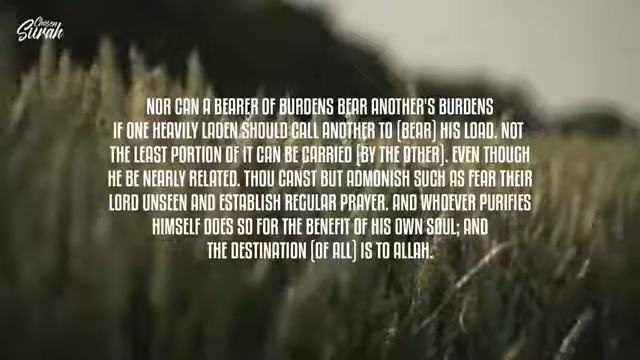 Chosen
Surah
NOR CAN A BEARER OF BURDENS BEAR ANOTHER'S BURDENS
IF ONE HEAVILY LADEN SHOULD CALL ANOTHER TO (BEAR) HIS LOAD. NOT
THE LEAST PORTION OF IT CAN BE CARRIED (BY THE OTHER). EVEN THOUGH
HE BE NEARLY RELATED. THOU CANST BUT ADMONISH SUCH AS FEAR THEIR
LORD UNSEEN AND ESTABLISH REGULAR PRAYER. AND WHOEVER PURIFIES
HIMSELF DOES SO FOR THE BENEFIT OF HIS OWN SOUL; AND
THE DESTINATION (OF ALL) IS TO ALLAH.